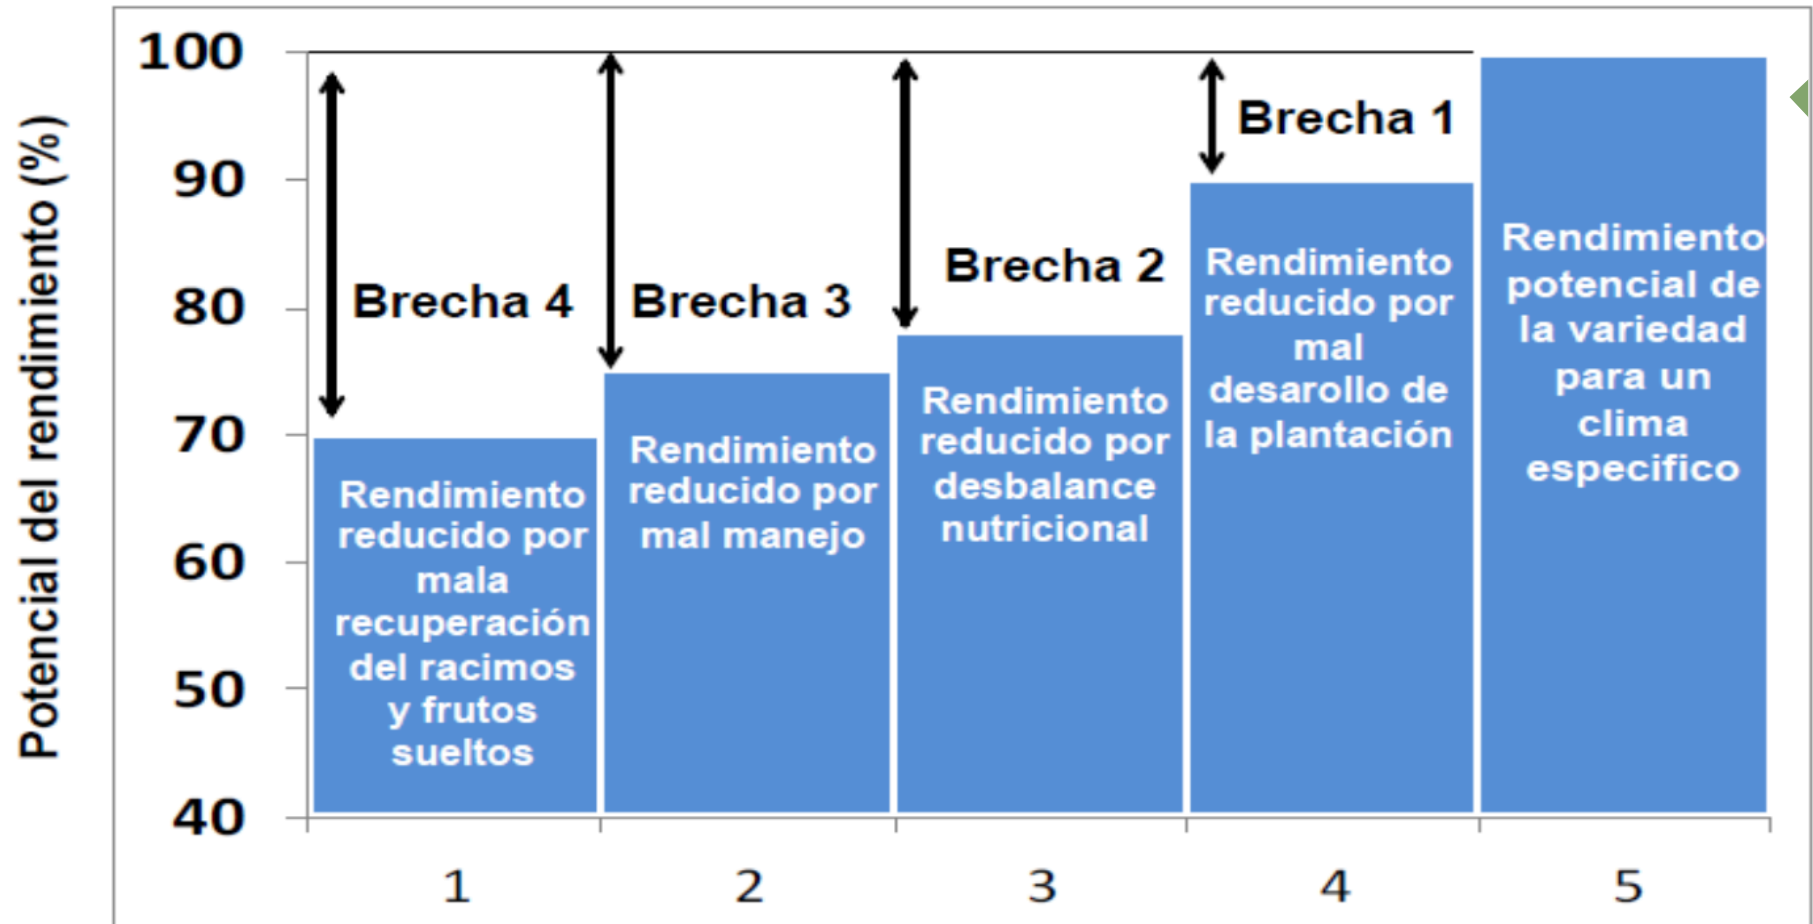 Potencial del rendimiento (%)
100
90
80
70
60
50
40
Brecha 4
Brecha 3
Brecha 2
Brecha 1
Rendimiento
reducido por
mala
recuperación
del racimos
y frutos
sueltos
Rendimiento
reducido por
mal manejo
Rendimiento
reducido por
desbalance
nutricional
Rendimiento
reducido por
mal
desarollo de
la plantación
Rendimiento
potencial de
la variedad
para un
clima
especifico
1
2
3
4
5